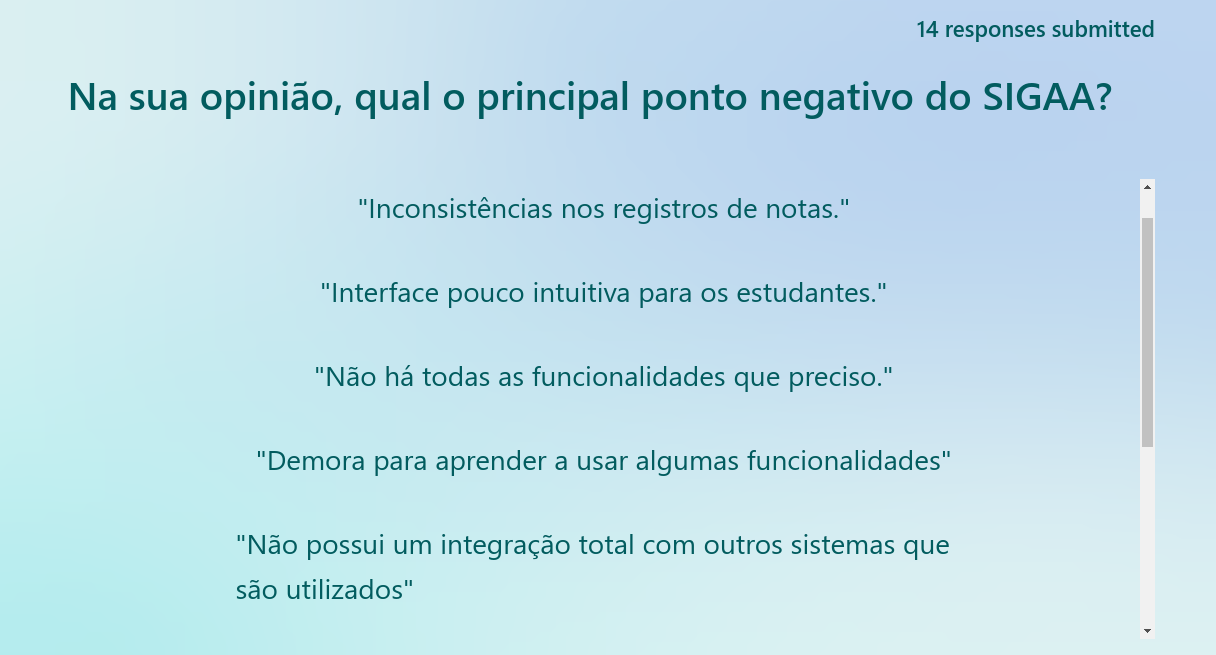 14 responses submitted
Na sua opinião, qual o principal ponto negativo do SIGAA?
"Inconsistências nos registros de notas."
"Interface pouco intuitiva para os estudantes."
"Não há todas as funcionalidades que preciso."
"Demora para aprender a usar algumas funcionalidades"
"Não possui um integração total com outros sistemas que
são utilizados"